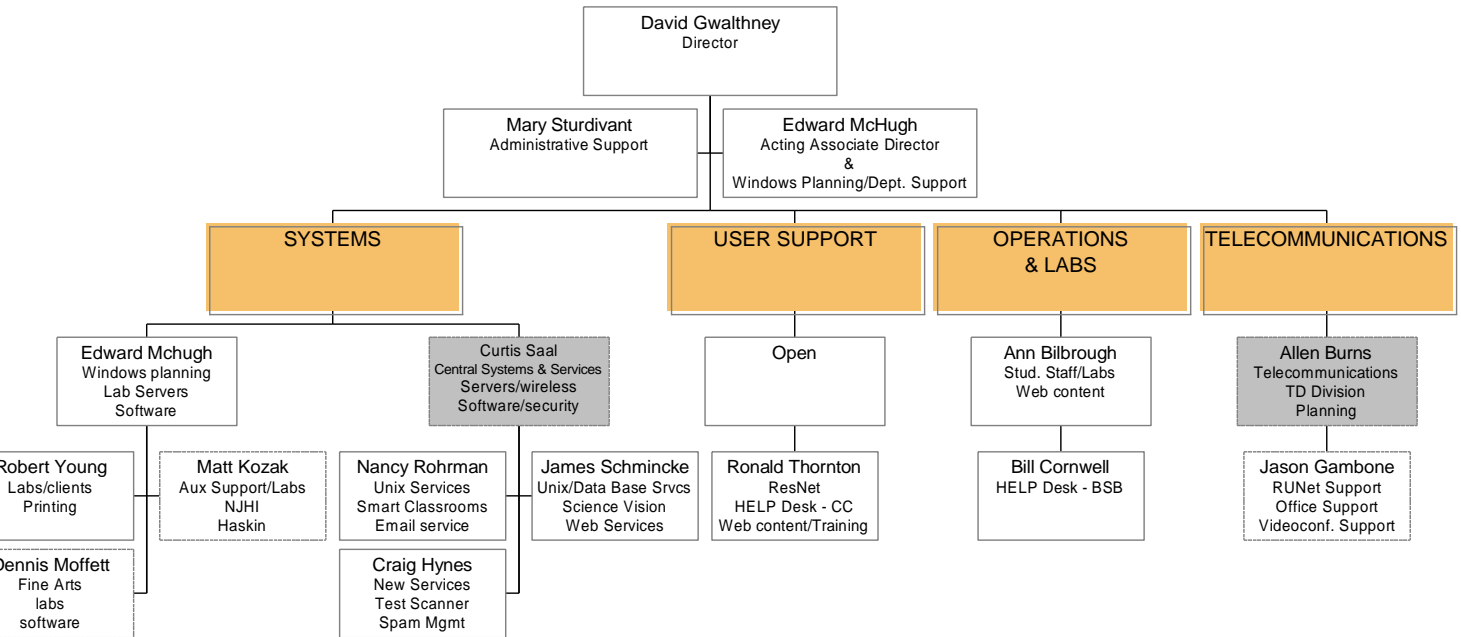 David Gwalthney
Director
Mary Sturdivant
Administrative Support
Edward McHugh
Acting Associate Director
&
Windows Planning/Dept. Support
SYSTEMS
USER SUPPORT
OPERATIONS
& LABS
TELECOMMUNICATIONS
Edward Mchugh
Windows planning
Lab Servers
Software
Curtis Saal
Central Systems & Services
Servers/wireless
Software/security
Open
Ann Bilbrough
Stud. Staff/Labs
Web content
Allen Burns
Telecommunications
TD Division
Planning
Robert Young
Labs/clients
Printing
Matt Kozak
Aux Support/Labs
NJHI
Haskin
Nancy Rohrman
Unix Services
Smart Classrooms
Email service
James Schmincke
Unix/Data Base Srvcs
Science Vision
Web Services
Ronald Thornton
ResNet
HELP Desk - CC
Web content/Training
Bill Cornwell
HELP Desk - BSB
Jason Gambone
RUNet Support
Office Support
Videoconf. Support
Dennis Moffett
Fine Arts
labs
software
Craig Hynes
New Services
Test Scanner
Spam Mgmt